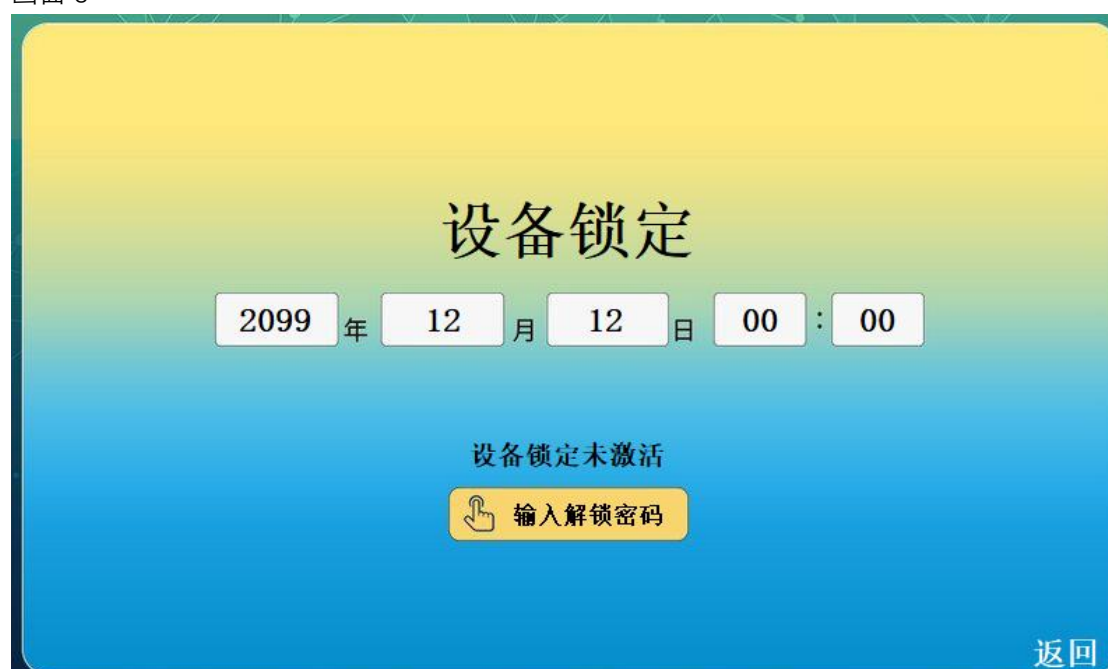 设备锁定
2099 年 12 月 12 日 00 : 00
设备锁定未激活
输入解锁密码
返回